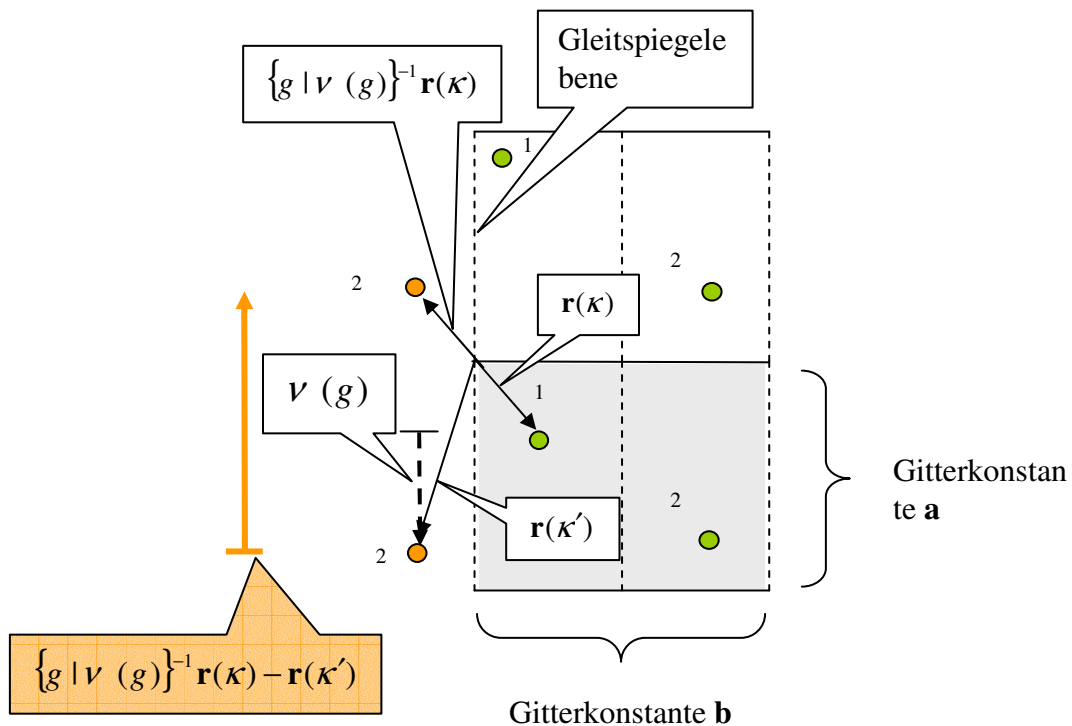 Gleitspiegele
bene
{g | ν (g)}⁻¹ r(κ)
1
2
2
r(κ)
ν (g)
1
Gitterkonstan
te a
2
r(κ′)
2
{g | ν (g)}⁻¹ r(κ) − r(κ′)
Gitterkonstante b